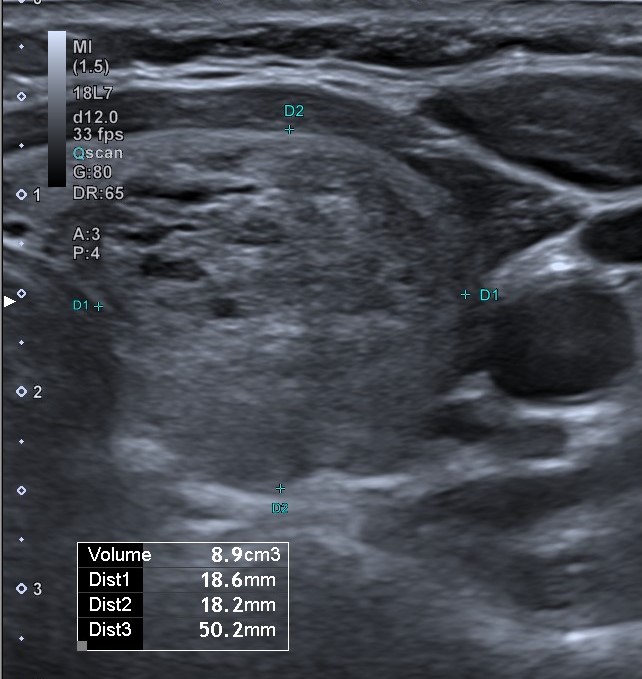 MI
(1.5)
18L7
d12.0
33 fps
Qscan
G:80
DR:65
A:3
P:4
D2
1
D1
D1
2
D2
Volume 8.9cm3
Dist1 18.6mm
Dist2 18.2mm
Dist3 50.2mm
3